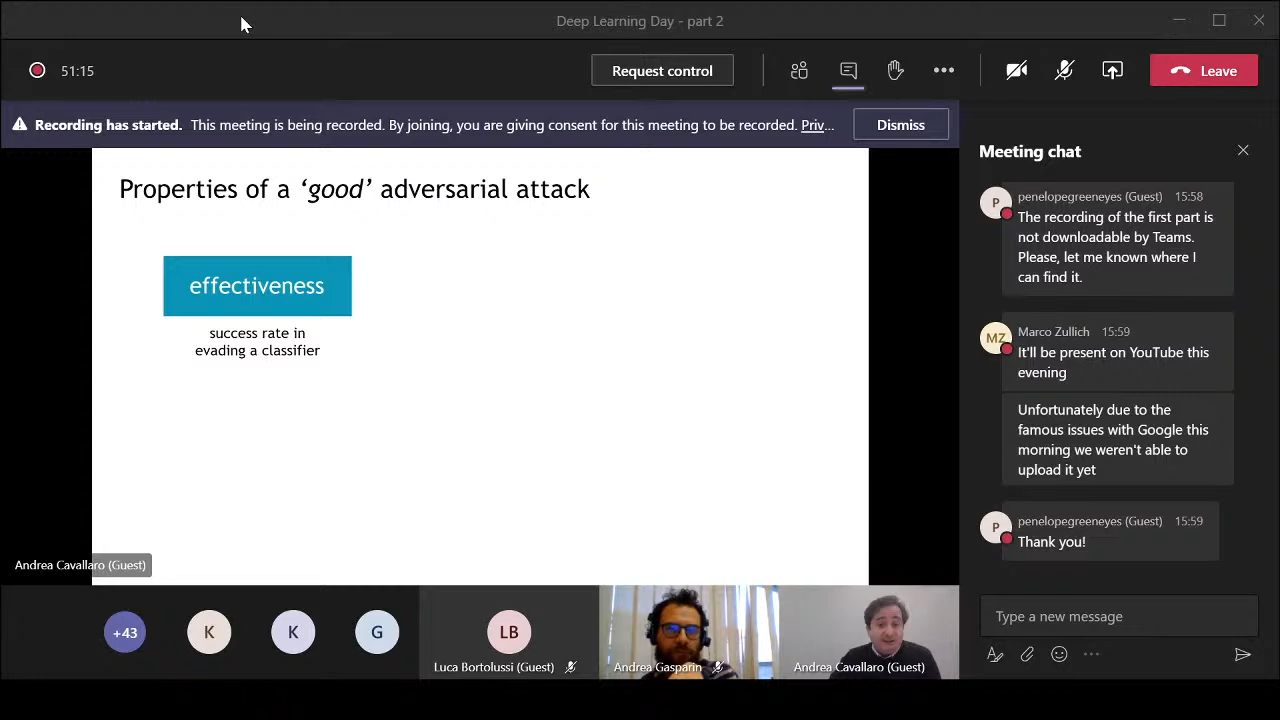 Deep Learning Day - part 2
51:15
Request control
Leave
Recording has started. This meeting is being recorded. By joining, you are giving consent for this meeting to be recorded. Priv...
Dismiss
Properties of a ‘good’ adversarial attack
effectiveness
success rate in
evading a classifier
Andrea Cavallaro (Guest)
+43
K
K
G
LB
Luca Bortolussi (Guest)
Andrea Gasparin
Andrea Cavallaro (Guest)
Meeting chat
P
penelopegreeneyes (Guest) 15:58
The recording of the first part is
not downloadable by Teams.
Please, let me known where I
can find it.
MZ
Marco Zullich 15:59
It'll be present on YouTube this
evening
Unfortunately due to the
famous issues with Google this
morning we weren't able to
upload it yet
P
penelopegreeneyes (Guest) 15:59
Thank you!
Type a new message